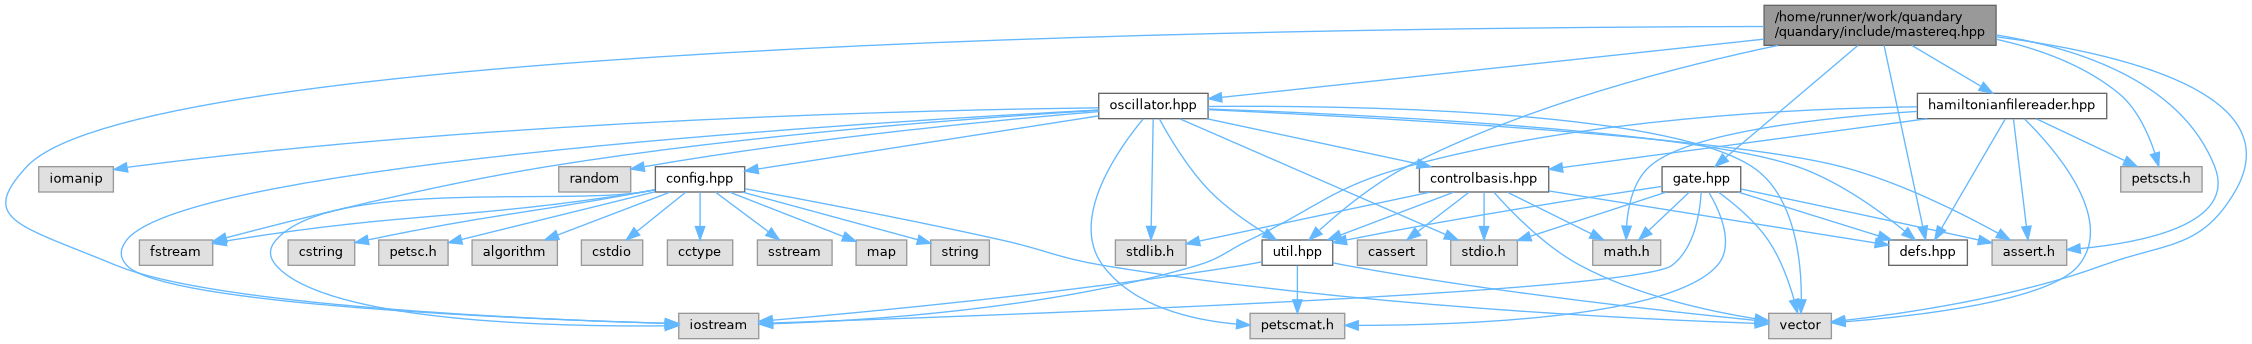 /home/runner/work/quandary
/quandary/include/mastereq.hpp
oscillator.hpp
hamiltonianfilereader.hpp
iomanip
random
config.hpp
controlbasis.hpp
gate.hpp
petscts.h
fstream
cstring
petsc.h
algorithm
cstdio
cctype
sstream
map
string
stdlib.h
util.hpp
cassert
stdio.h
math.h
defs.hpp
assert.h
iostream
petscmat.h
vector